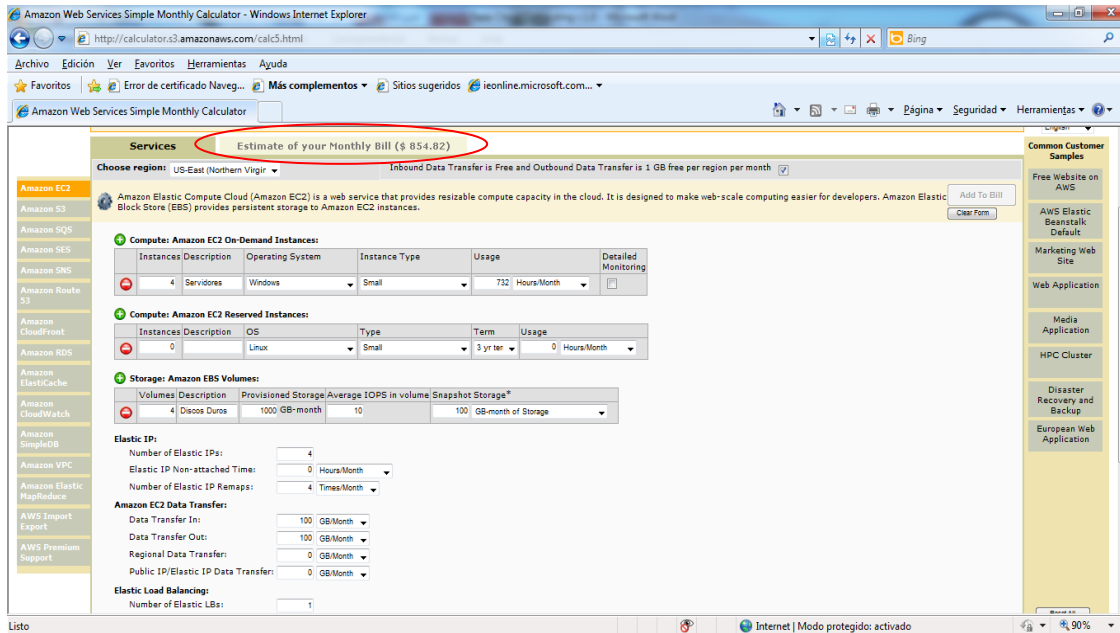 Amazon Web Services Simple Monthly Calculator - Windows Internet Explorer
http://calculator.s3.amazonaws.com/calc5.html
Bing
Archivo Edición Ver Favoritos Herramientas Ayuda
Favoritos Error de certificado Naveg... Más complementos Sitios sugeridos ieonline.microsoft.com...
Amazon Web Services Simple Monthly Calculator
Página Seguridad Herramientas
English
Services Estimate of your Monthly Bill ($ 854.82)
Common Customer Samples
Choose region: US-East (Northern Virgir Inbound Data Transfer is Free and Outbound Data Transfer is 1 GB free per region per month
Amazon EC2
Amazon S3
Amazon SQS
Amazon SES
Amazon SNS
Amazon Route 53
Amazon CloudFront
Amazon RDS
Amazon ElastiCache
Amazon CloudWatch
Amazon SimpleDB
Amazon VPC
Amazon Elastic MapReduce
AWS Import Export
AWS Premium Support
Amazon Elastic Compute Cloud (Amazon EC2) is a web service that provides resizable compute capacity in the cloud. It is designed to make web-scale computing easier for developers. Amazon Elastic
Block Store (EBS) provides persistent storage to Amazon EC2 instances.
Add To Bill
Clear Form
Compute: Amazon EC2 On-Demand Instances:
Instances Description Operating System Instance Type Usage Detailed Monitoring
4 Servidores Windows Small 732 Hours/Month
Compute: Amazon EC2 Reserved Instances:
Instances Description OS Type Term Usage
0 Linux Small 3 yr ter 0 Hours/Month
Storage: Amazon EBS Volumes:
Volumes Description Provisioned Storage Average IOPS in volume Snapshot Storage*
4 Discos Duros 1000 GB-month 10 100 GB-month of Storage
Elastic IP:
Number of Elastic IPs: 4
Elastic IP Non-attached Time: 0 Hours/Month
Number of Elastic IP Remaps: 4 Times/Month
Amazon EC2 Data Transfer:
Data Transfer In: 100 GB/Month
Data Transfer Out: 100 GB/Month
Regional Data Transfer: 0 GB/Month
Public IP/Elastic IP Data Transfer: 0 GB/Month
Elastic Load Balancing:
Number of Elastic LBs: 1
Free Website on AWS
AWS Elastic Beanstalk Default
Marketing Web Site
Web Application
Media Application
HPC Cluster
Disaster Recovery and Backup
European Web Application
Reset All
Listo Internet | Modo protegido: activado 90%